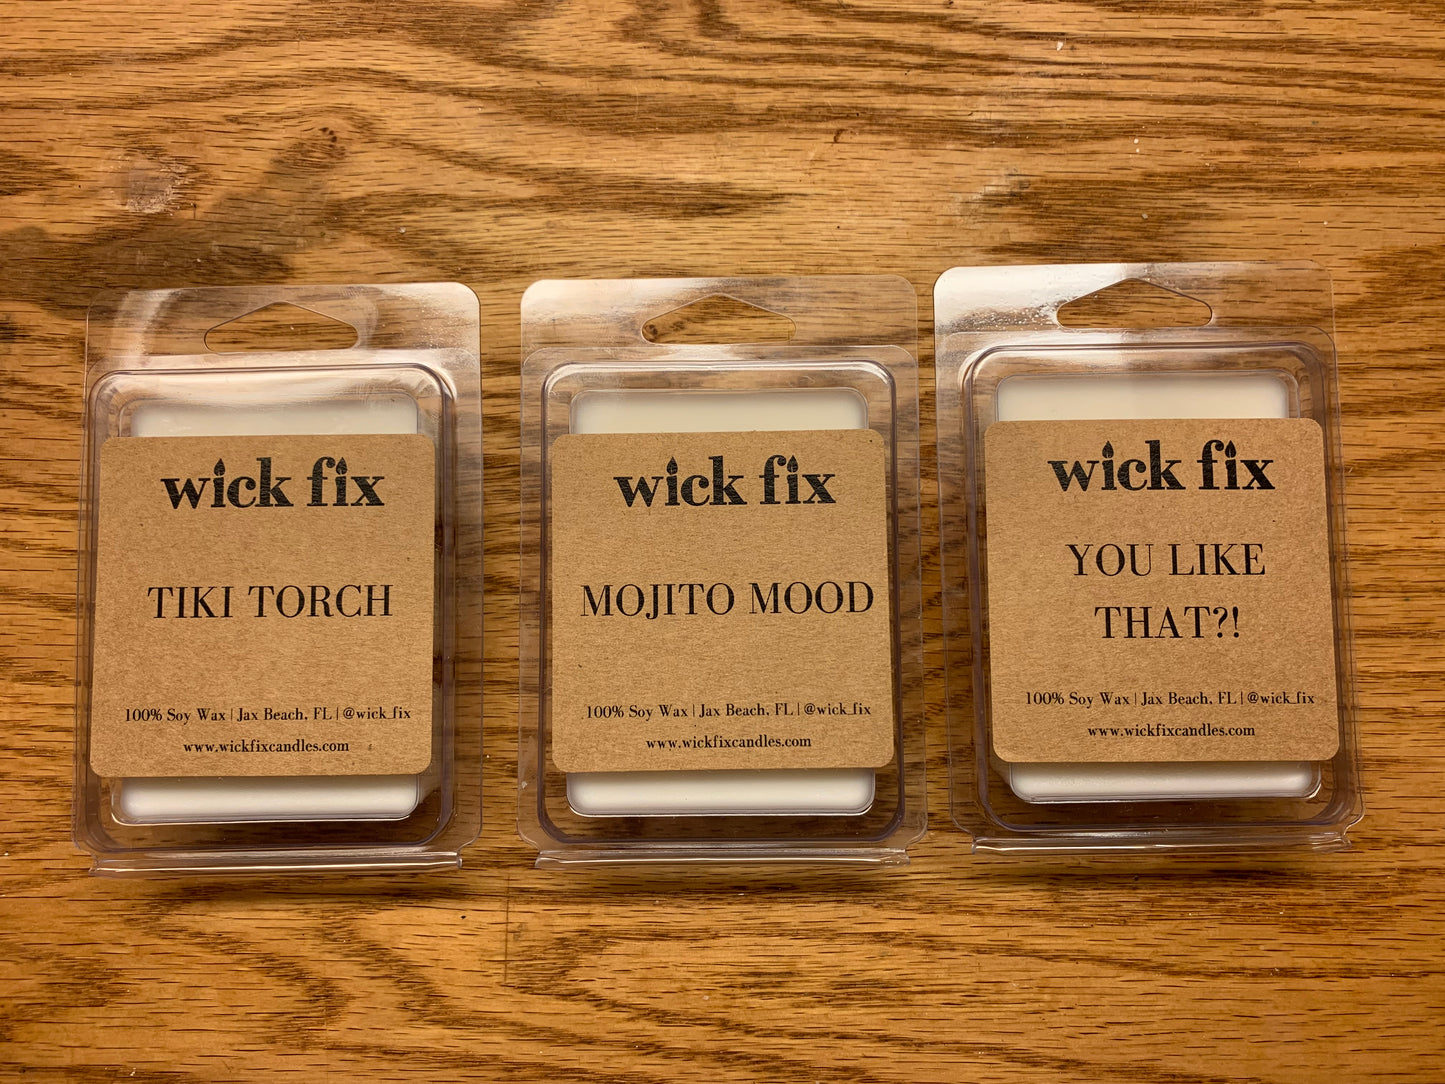 wick fix
TIKI TORCH
100% Soy Wax | Jax Beach, FL | @wick_fix
www.wickfixcandles.com
wick fix
MOJITO MOOD
100% Soy Wax | Jax Beach, FL | @wick_fix
www.wickfixcandles.com
wick fix
YOU LIKE
THAT?!
100% Soy Wax | Jax Beach, FL | @wick_fix
www.wickfixcandles.com